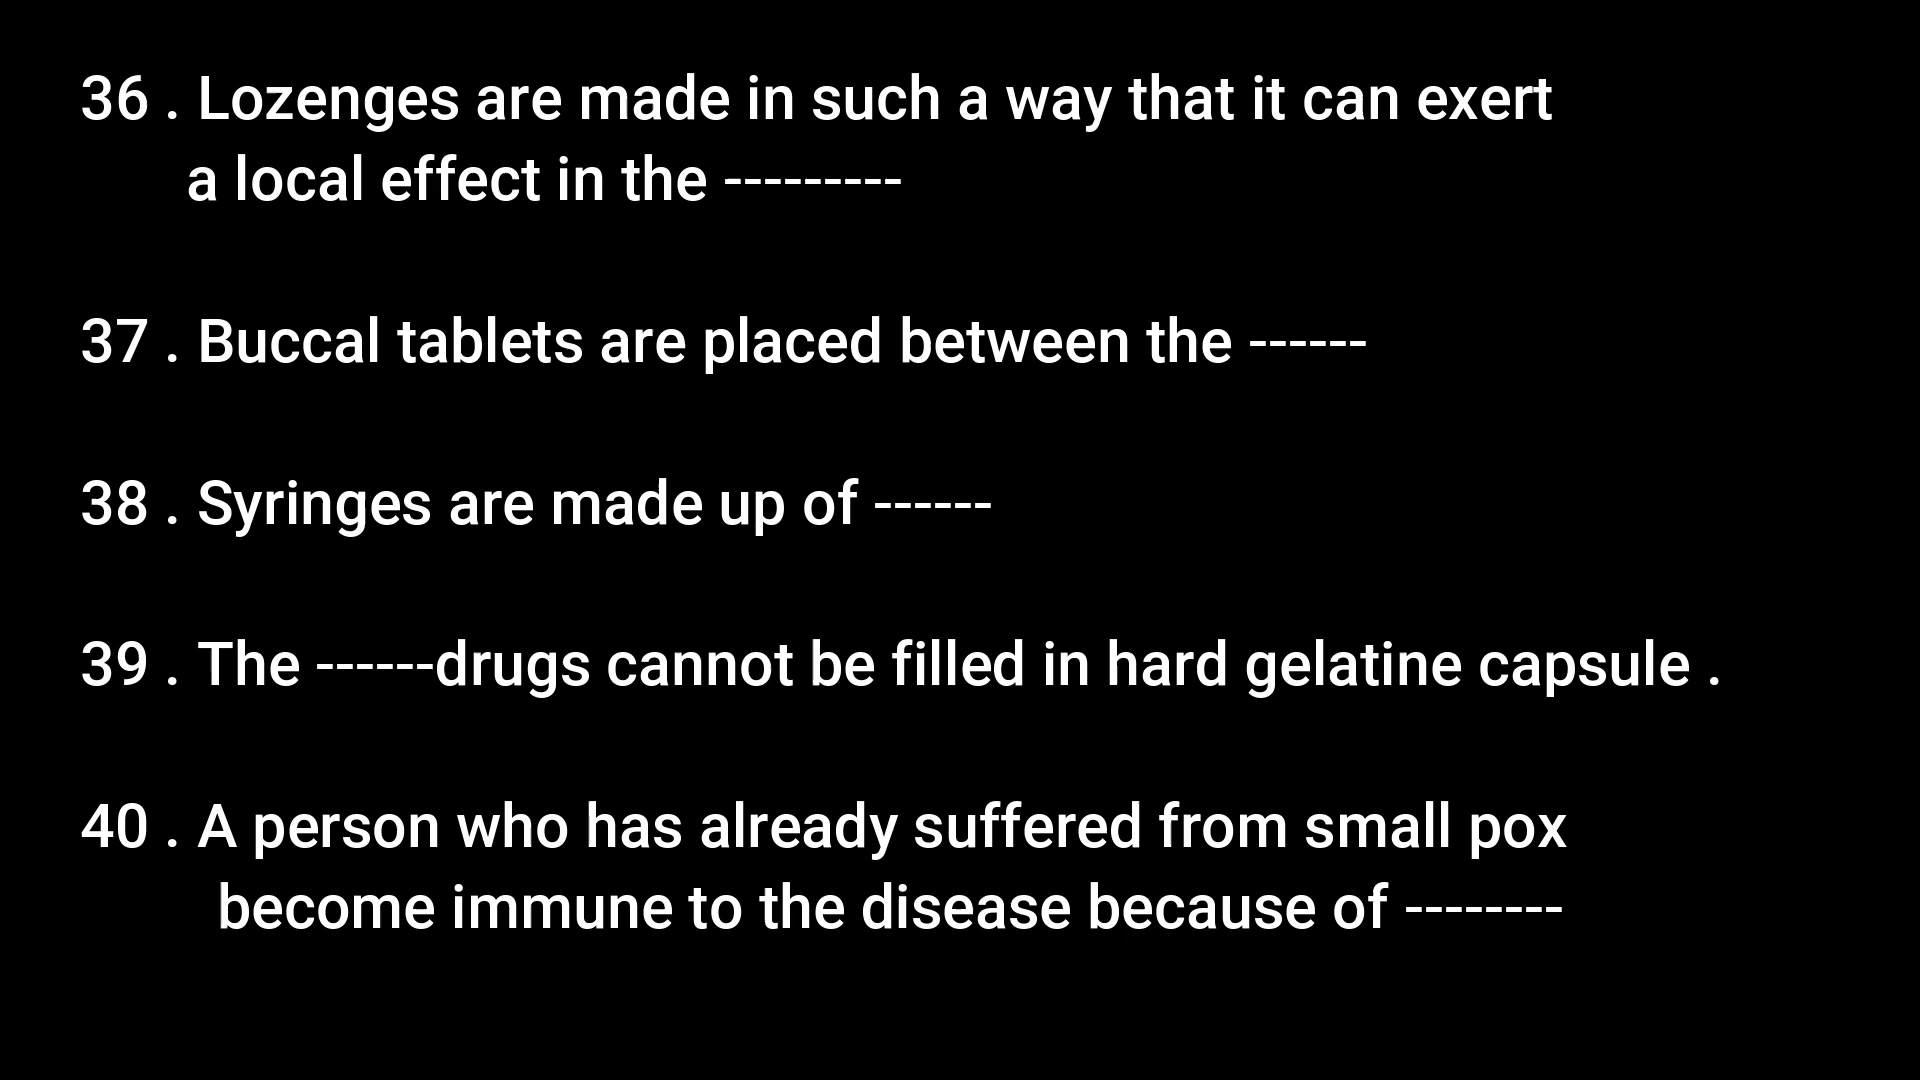 36 . Lozenges are made in such a way that it can exert
a local effect in the ---------
37 . Buccal tablets are placed between the ------
38 . Syringes are made up of ------
39 . The ------drugs cannot be filled in hard gelatine capsule .
40 . A person who has already suffered from small pox
become immune to the disease because of --------